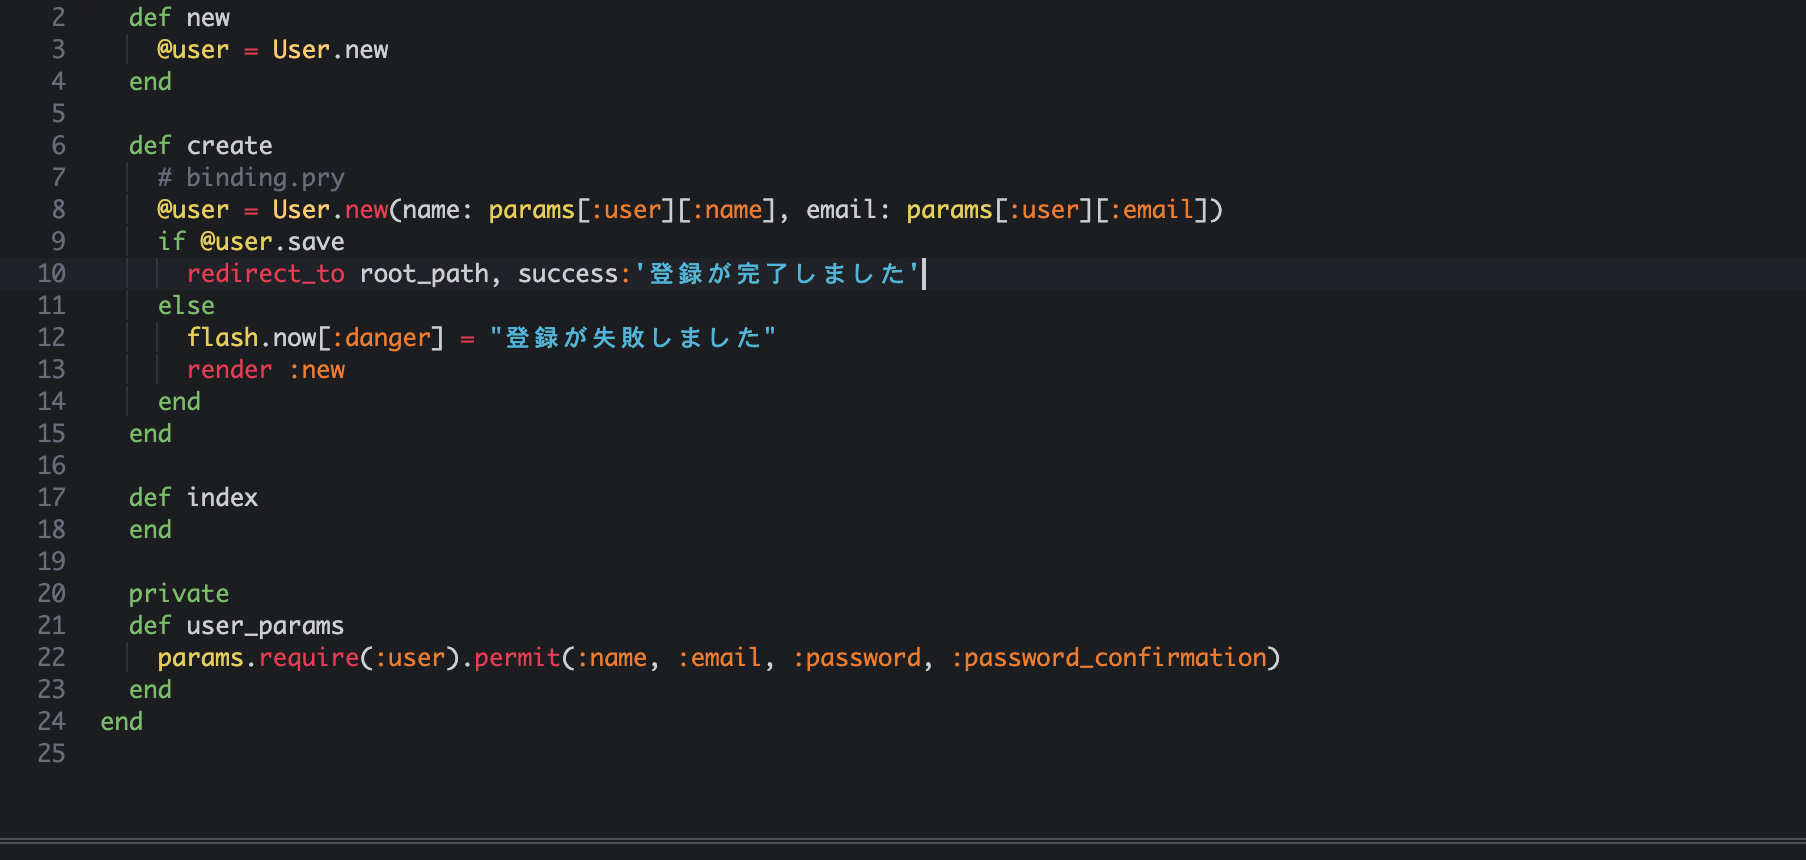 2 def new
3 @user = User.new
4 end
5
6 def create
7 # binding.pry
8 @user = User.new(name: params[:user][:name], email: params[:user][:email])
9 if @user.save
10 redirect_to root_path, success:'登録が完了しました'
11 else
12 flash.now[:danger] = "登録が失敗しました"
13 render :new
14 end
15 end
16
17 def index
18 end
19
20 private
21 def user_params
22 params.require(:user).permit(:name, :email, :password, :password_confirmation)
23 end
24 end
25